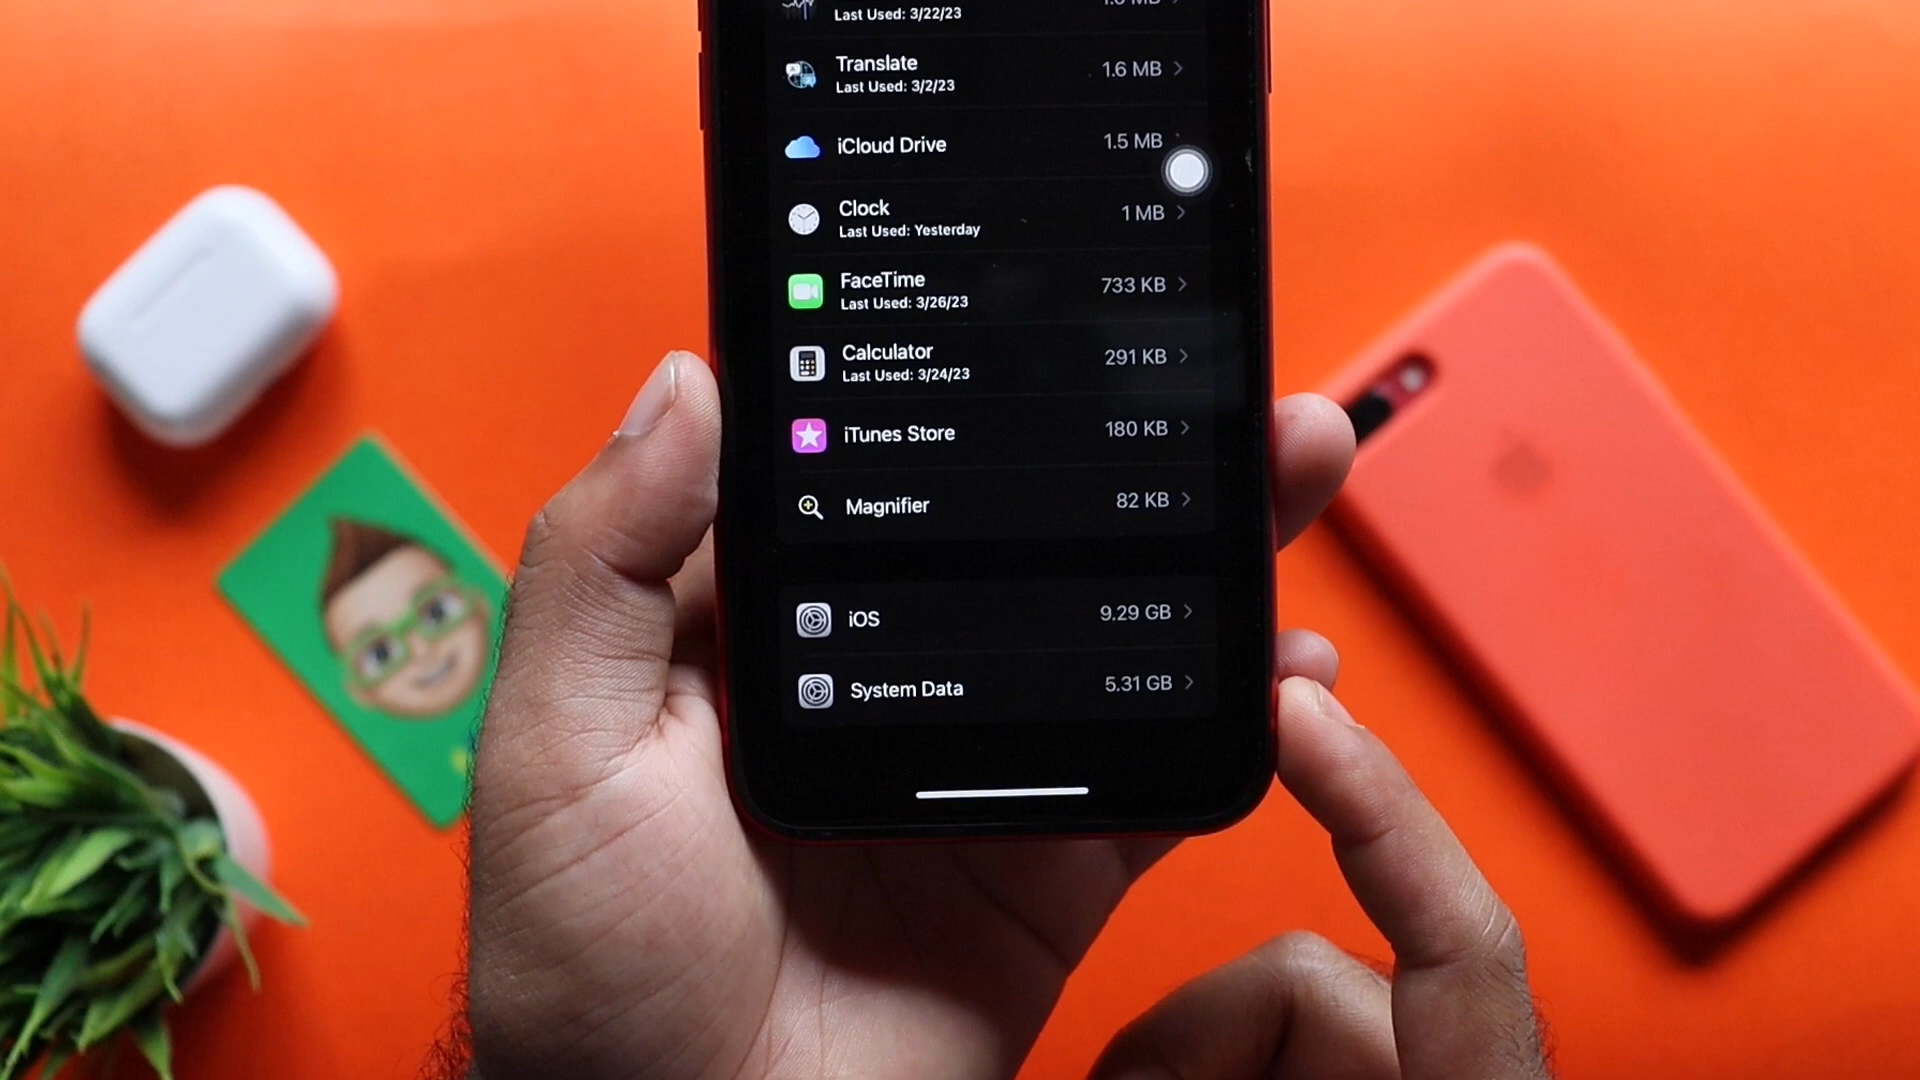 Last Used: 3/22/23
Translate
1.6 MB
Last Used: 3/2/23
iCloud Drive
1.5 MB
Clock
1 MB
Last Used: Yesterday
FaceTime
733 KB
Last Used: 3/26/23
Calculator
291 KB
Last Used: 3/24/23
iTunes Store
180 KB
Magnifier
82 KB
iOS
9.29 GB
System Data
5.31 GB